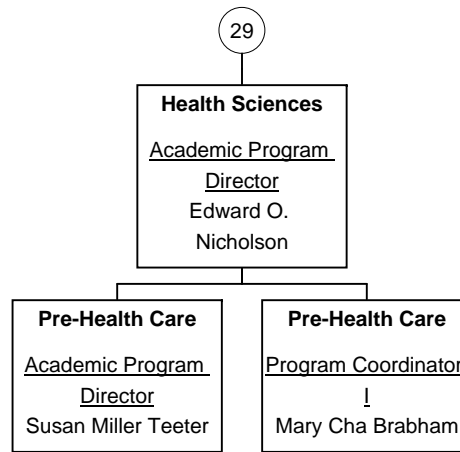 29
Health Sciences
Academic Program
Director
Edward O.
Nicholson
Pre-Health Care
Academic Program
Director
Susan Miller Teeter
Pre-Health Care
Program Coordinator
I
Mary Cha Brabham